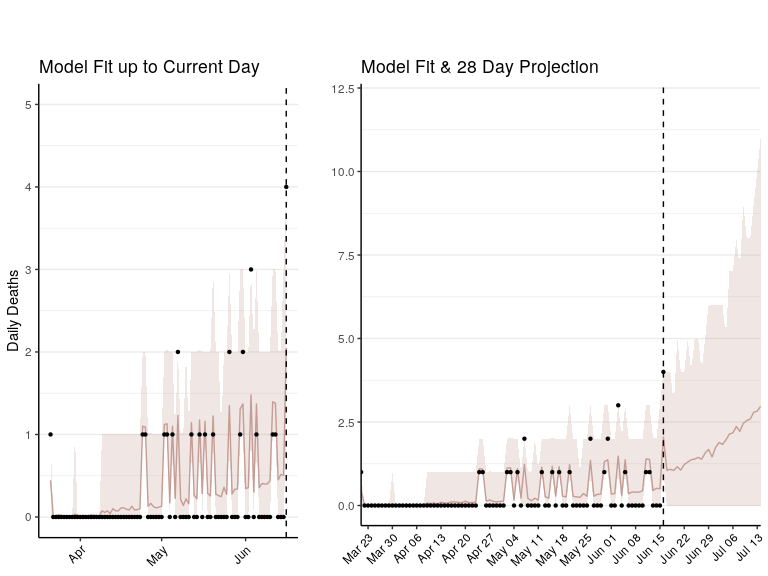 Model Fit up to Current Day
Model Fit & 28 Day Projection
Daily Deaths
5
4
3
2
1
0
Apr
May
Jun
12.5
10.0
7.5
5.0
2.5
0.0
Mar 23
Mar 30
Apr 06
Apr 13
Apr 20
Apr 27
May 04
May 11
May 18
May 25
Jun 01
Jun 08
Jun 15
Jun 22
Jun 29
Jul 06
Jul 13